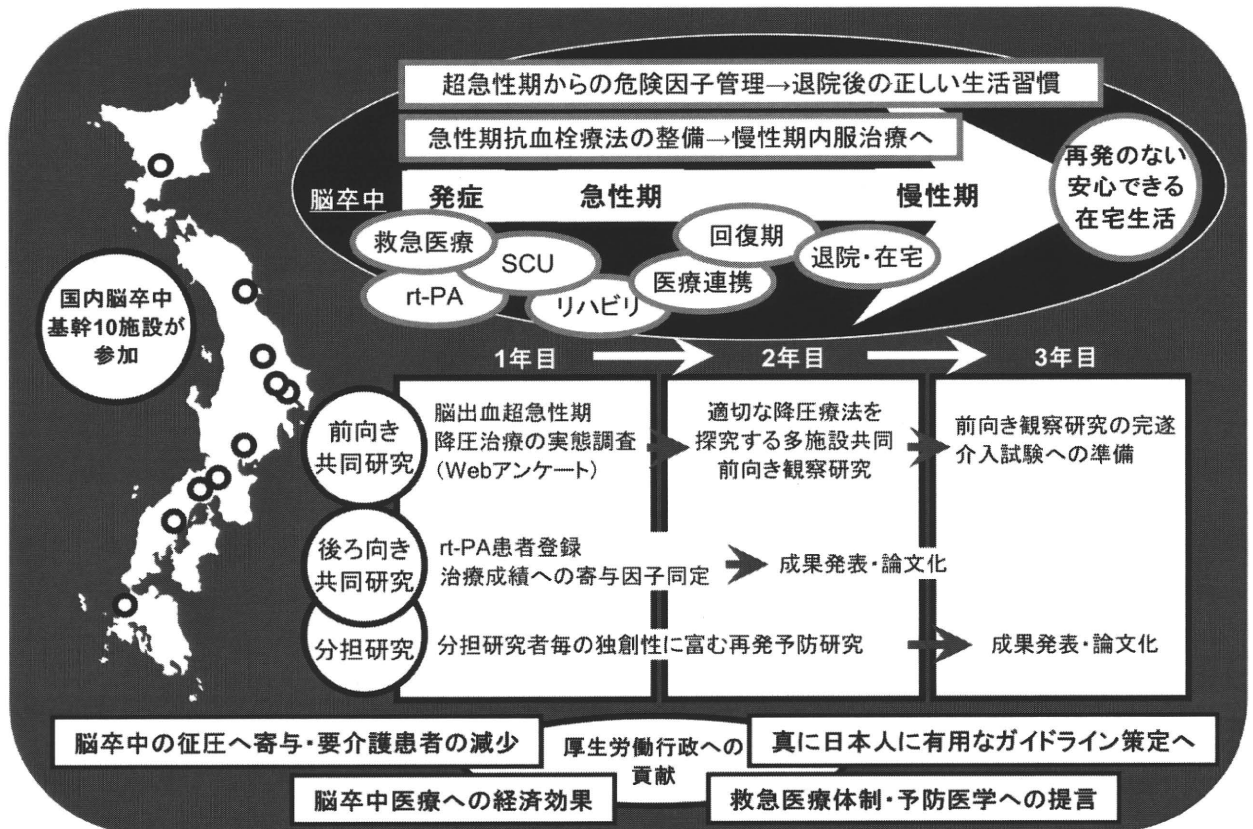 超急性期からの危険因子管理→退院後の正しい生活習慣
急性期抗血栓療法の整備→慢性期内服治療へ
再発のない
安心できる
在宅生活
脳卒中
発症
急性期
慢性期
救急医療
SCU
rt-PA
リハビリ
医療連携
回復期
退院・在宅
国内脳卒中
基幹10施設が
参加
1年目
2年目
3年目
前向き
共同研究
脳出血超急性期
降圧治療の実態調査
(Webアンケート)
適切な降圧療法を
探究する多施設共同
前向き観察研究
前向き観察研究の完遂
介入試験への準備
後ろ向き
共同研究
rt-PA患者登録
治療成績への寄与因子同定
成果発表・論文化
分担研究
分担研究者毎の独創性に富む再発予防研究
成果発表・論文化
脳卒中の征圧へ寄与・要介護患者の減少
厚生労働行政への
貢献
真に日本人に有用なガイドライン策定へ
脳卒中医療への経済効果
救急医療体制・予防医学への提言